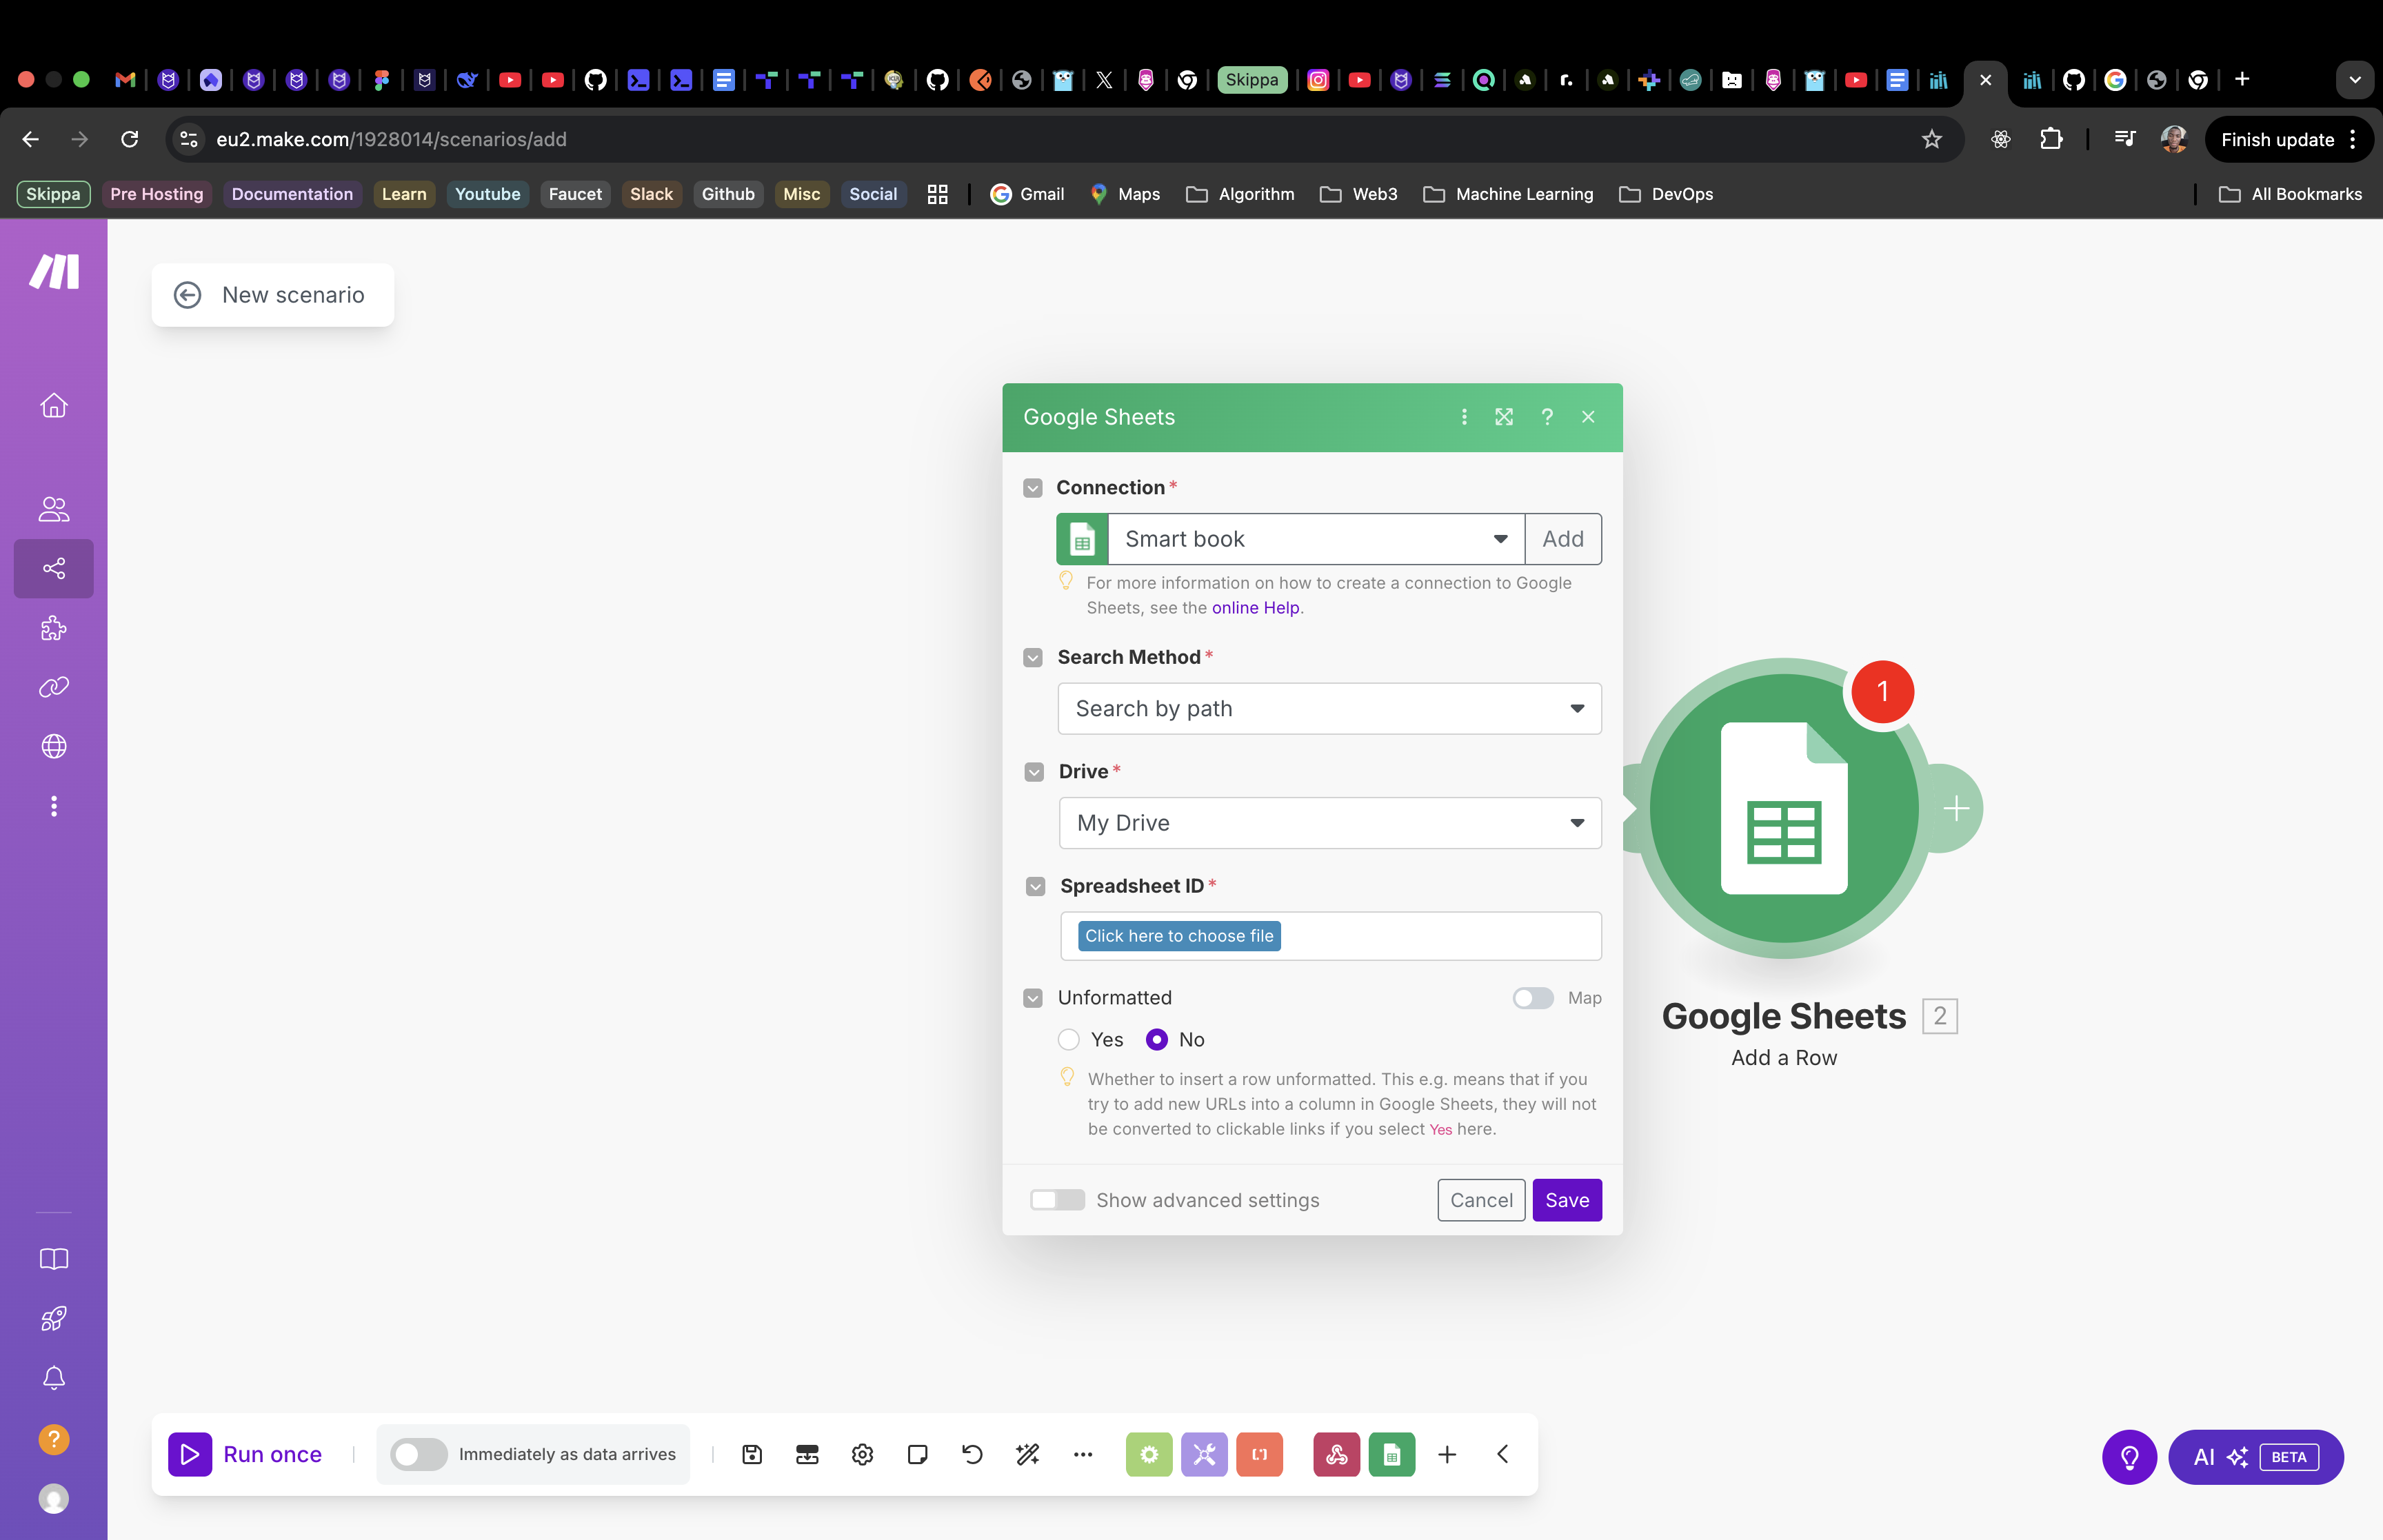 Skippa
eu2.make.com/1928014/scenarios/add
Finish update
Skippa Pre Hosting Documentation Learn Youtube Faucet Slack Github Misc Social Gmail Maps Algorithm Web3 Machine Learning DevOps All Bookmarks
New scenario
Google Sheets
?
Connection *
Smart book
Add
For more information on how to create a connection to Google
Sheets, see the online Help.
Search Method *
Search by path
Drive *
My Drive
Spreadsheet ID *
Click here to choose file
Unformatted
Map
Yes
No
Whether to insert a row unformatted. This e.g. means that if you
try to add new URLs into a column in Google Sheets, they will not
be converted to clickable links if you select Yes here.
Show advanced settings
Cancel
Save
1
Google Sheets 2
Add a Row
?
Run once
Immediately as data arrives
AI
BETA